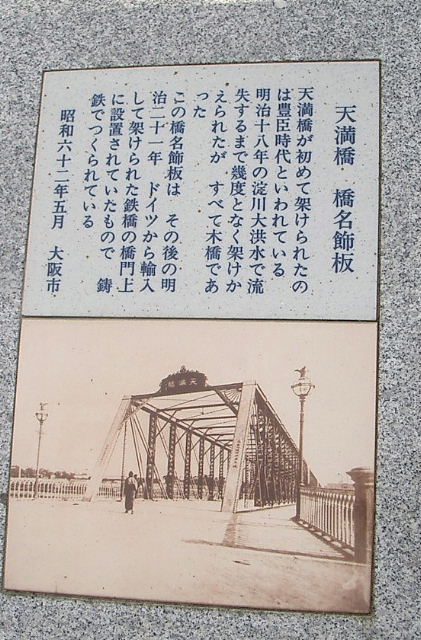 天満橋 橋名飾板
天満橋が初めて架けられたの
は豊臣時代といわれている
明治十八年の淀川大洪水で流
失するまで幾度となく架けか
えられたが すべて木橋であ
った
この橋名飾板は その後の明
治二十一年 ドイツから輸入
して架けられた鉄橋の橋門上
に設置されていたもので 鋳
鉄でつくられている
昭和六十二年五月 大阪市
天満橋